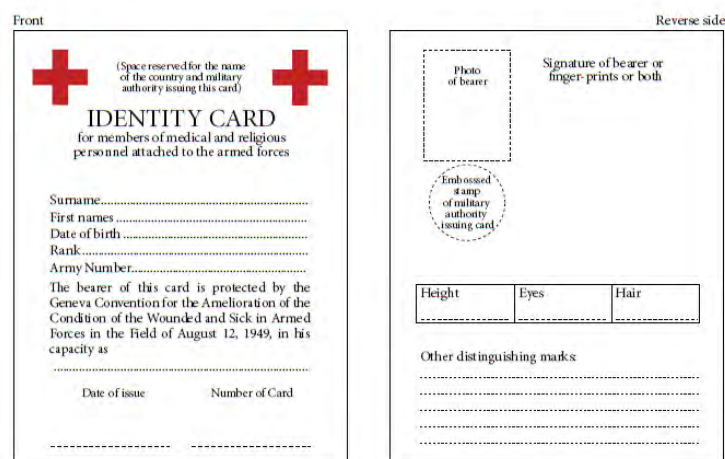 Front
(Space reserved for the name
of the country and military
authority issuing this card)
IDENTITY CARD
for members of medical and religious
personnel attached to the armed forces
Surname
First names
Date of birth
Rank
Army Number
The bearer of this card is protected by the
Geneva Convention for the Amelioration of the
Condition of the Wounded and Sick in Armed
Forces in the Field of August 12, 1949, in his
capacity as
Date of issue Number of Card
Reverse side
Photo
of bearer
Signature of bearer or
finger-prints or both
Embosssed
stamp
of military
authority
issuing card
Height Eyes Hair
Other distinguishing marks: